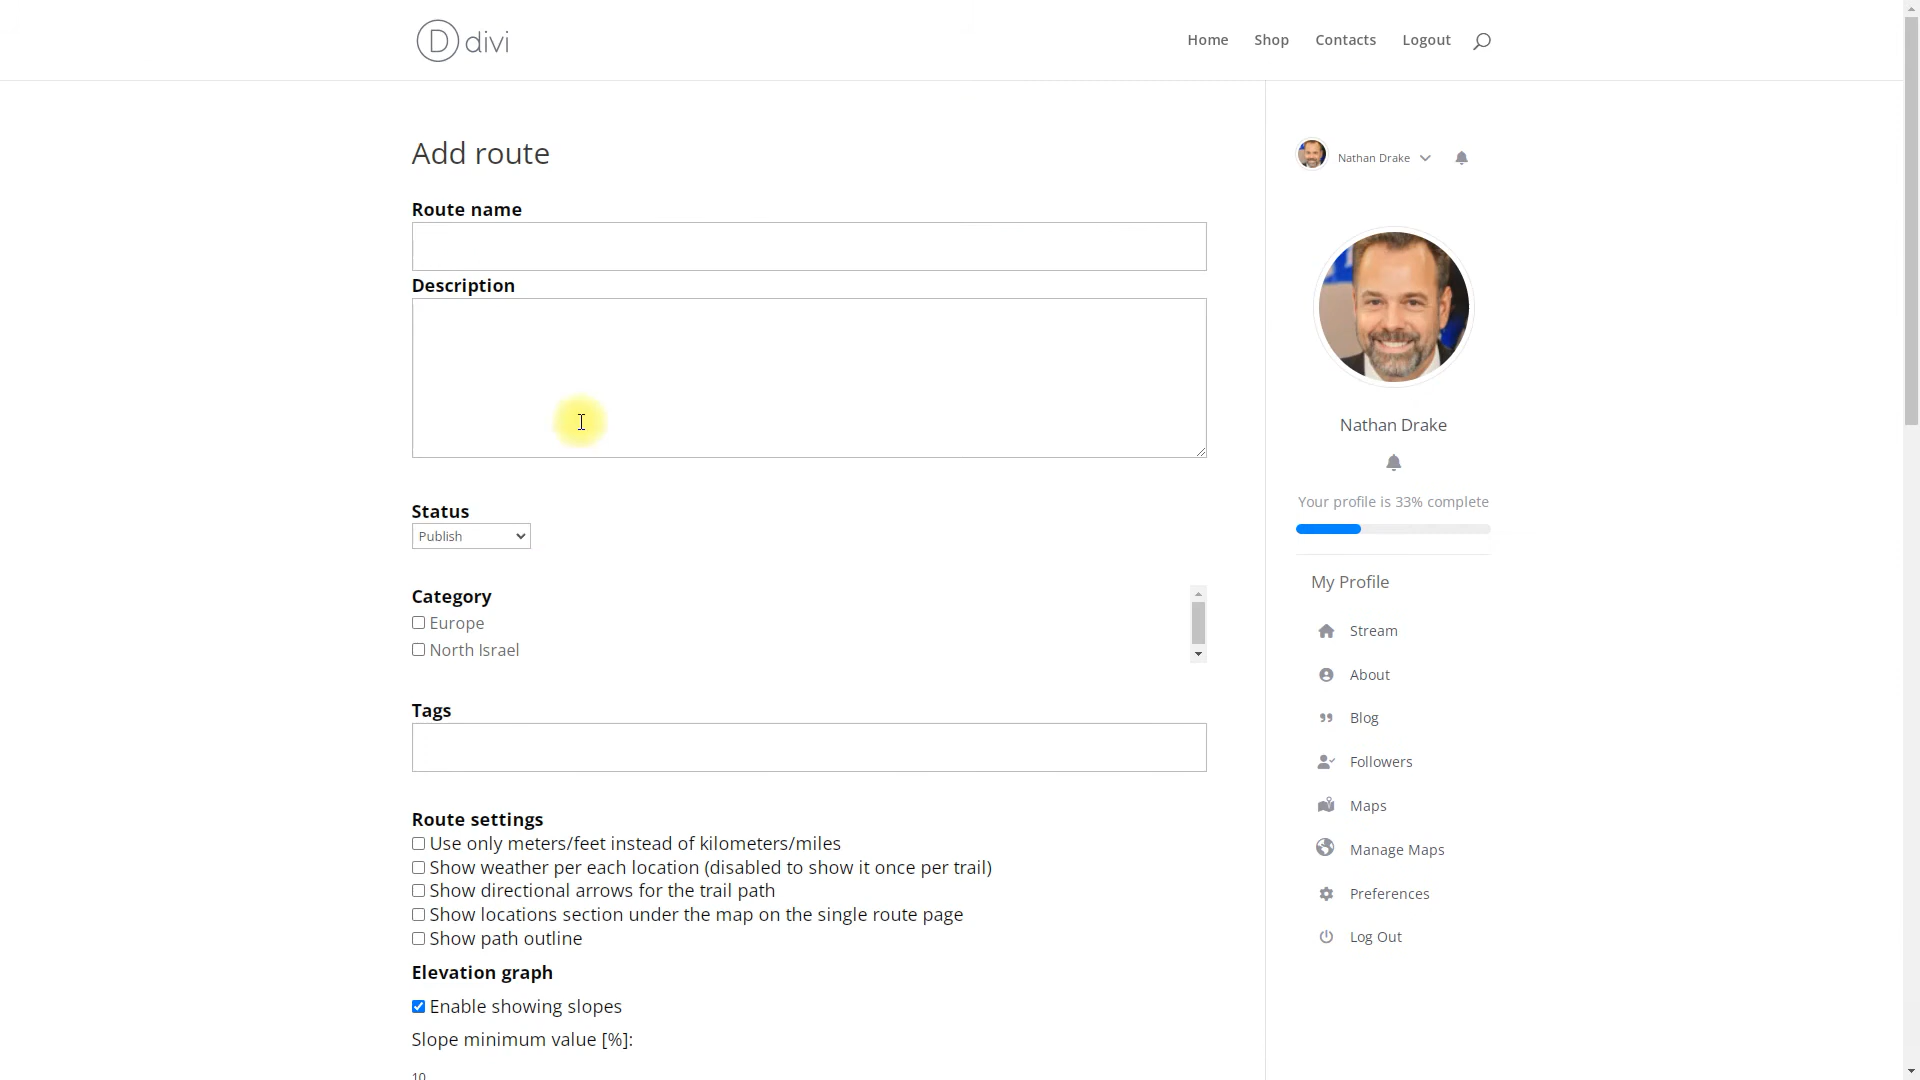 D divi
Home Shop Contacts Logout
Add route
Nathan Drake
Route name
Description
Nathan Drake
Your profile is 33% complete
Status
Publish
My Profile
Category
Europe
North Israel
Stream
About
Tags
Blog
Followers
Maps
Route settings
Use only meters/feet instead of kilometers/miles
Manage Maps
Show weather per each location (disabled to show it once per trail)
Show directional arrows for the trail path
Preferences
Show locations section under the map on the single route page
Show path outline
Log Out
Elevation graph
Enable showing slopes
Slope minimum value [%]:
10